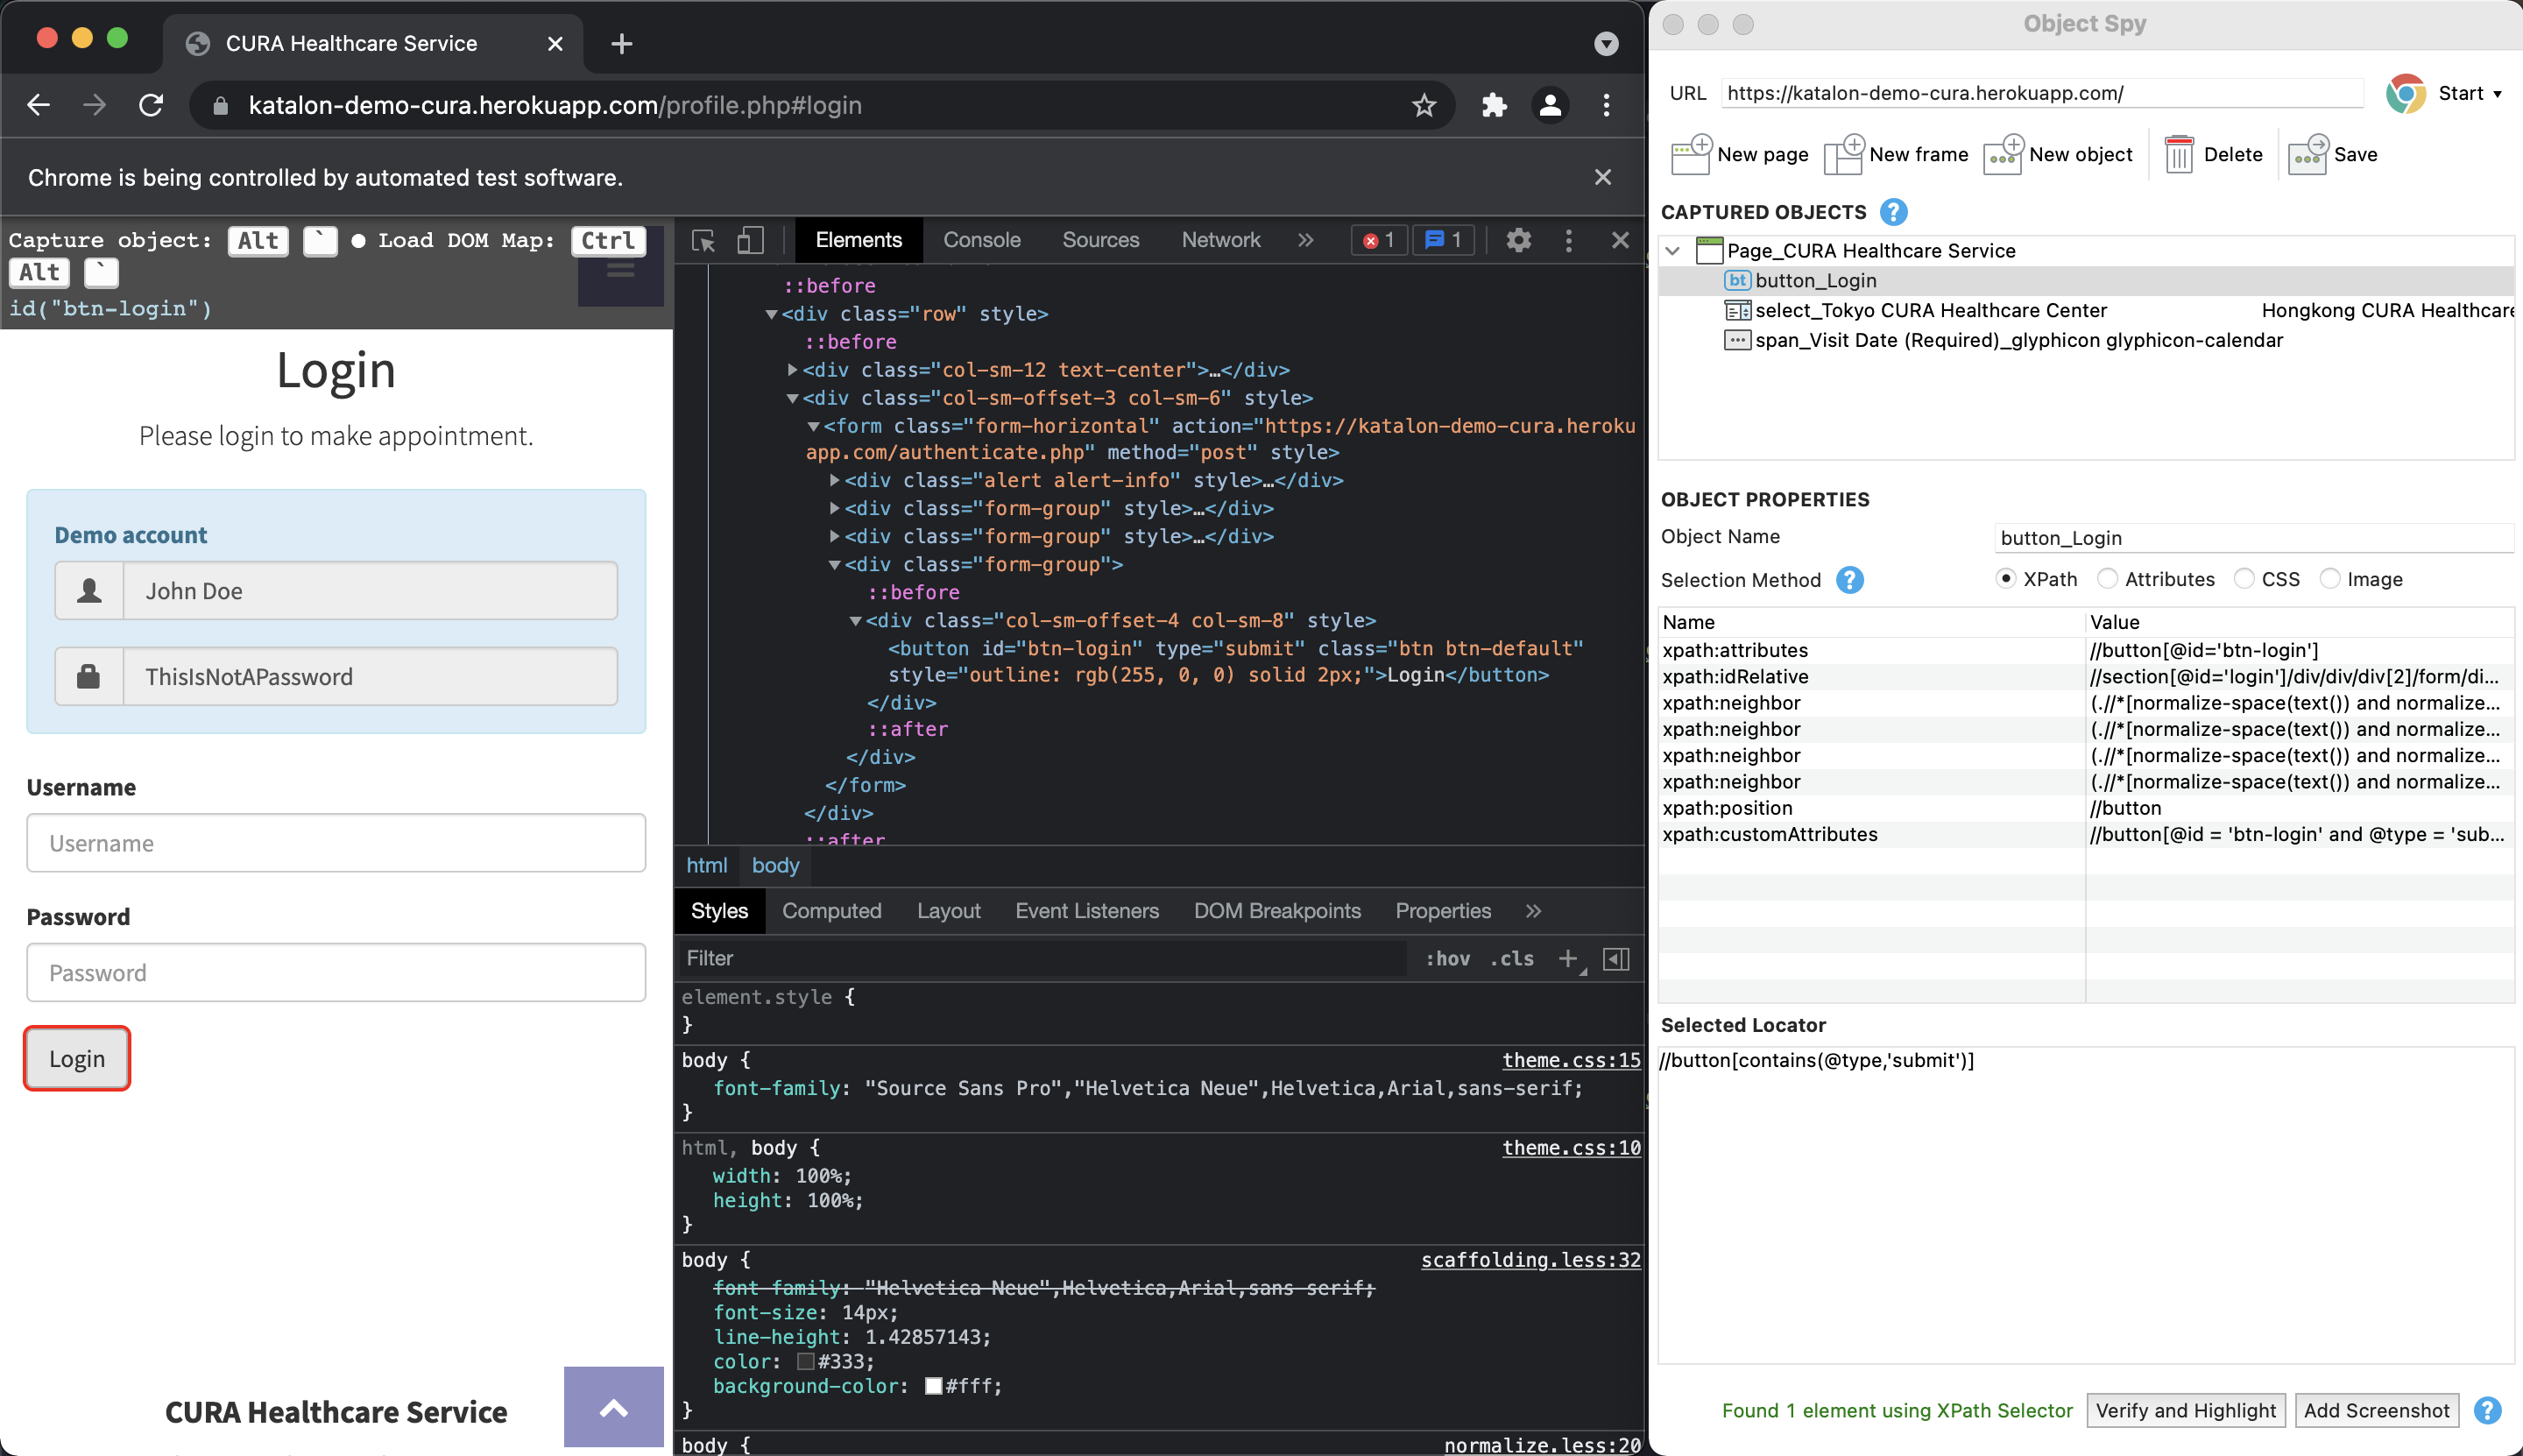 CURA Healthcare Service
katalon-demo-cura.herokuapp.com/profile.php#login
Chrome is being controlled by automated test software.
Capture object: Alt ` ● Load DOM Map: Ctrl
Alt `
id("btn-login")
Login
Please login to make appointment.
Demo account
John Doe
ThisIsNotAPassword
Username
Username
Password
Password
Login
CURA Healthcare Service
Elements Console Sources Network » 1 1
::before
<div class="row" style>
::before
<div class="col-sm-12 text-center">…</div>
<div class="col-sm-offset-3 col-sm-6" style>
<form class="form-horizontal" action="https://katalon-demo-cura.heroku
app.com/authenticate.php" method="post" style>
<div class="alert alert-info" style>…</div>
<div class="form-group" style>…</div>
<div class="form-group" style>…</div>
<div class="form-group">
::before
<div class="col-sm-offset-4 col-sm-8" style>
<button id="btn-login" type="submit" class="btn btn-default"
style="outline: rgb(255, 0, 0) solid 2px;">Login</button>
</div>
::after
</div>
</form>
</div>
::after
html body
Styles Computed Layout Event Listeners DOM Breakpoints Properties »
Filter :hov .cls +
element.style {
}
body { theme.css:15
font-family: "Source Sans Pro","Helvetica Neue",Helvetica,Arial,sans-serif;
}
html, body { theme.css:10
width: 100%;
height: 100%;
}
body { scaffolding.less:32
font-family: "Helvetica Neue",Helvetica,Arial,sans-serif;
font-size: 14px;
line-height: 1.42857143;
color: #333;
background-color: #fff;
}
body { normalize.less:20
Object Spy
URL https://katalon-demo-cura.herokuapp.com/ Start
New page New frame New object Delete Save
CAPTURED OBJECTS ?
Page_CURA Healthcare Service
bt button_Login
select_Tokyo CURA Healthcare Center Hongkong CURA Healthcare
span_Visit Date (Required)_glyphicon glyphicon-calendar
OBJECT PROPERTIES
Object Name button_Login
Selection Method ? XPath Attributes CSS Image
Name Value
xpath:attributes //button[@id='btn-login']
xpath:idRelative //section[@id='login']/div/div/div[2]/form/di...
xpath:neighbor (.//*[normalize-space(text()) and normalize...
xpath:neighbor (.//*[normalize-space(text()) and normalize...
xpath:neighbor (.//*[normalize-space(text()) and normalize...
xpath:neighbor (.//*[normalize-space(text()) and normalize...
xpath:position //button
xpath:customAttributes //button[@id = 'btn-login' and @type = 'sub...
Selected Locator
//button[contains(@type,'submit')]
Found 1 element using XPath Selector Verify and Highlight Add Screenshot ?